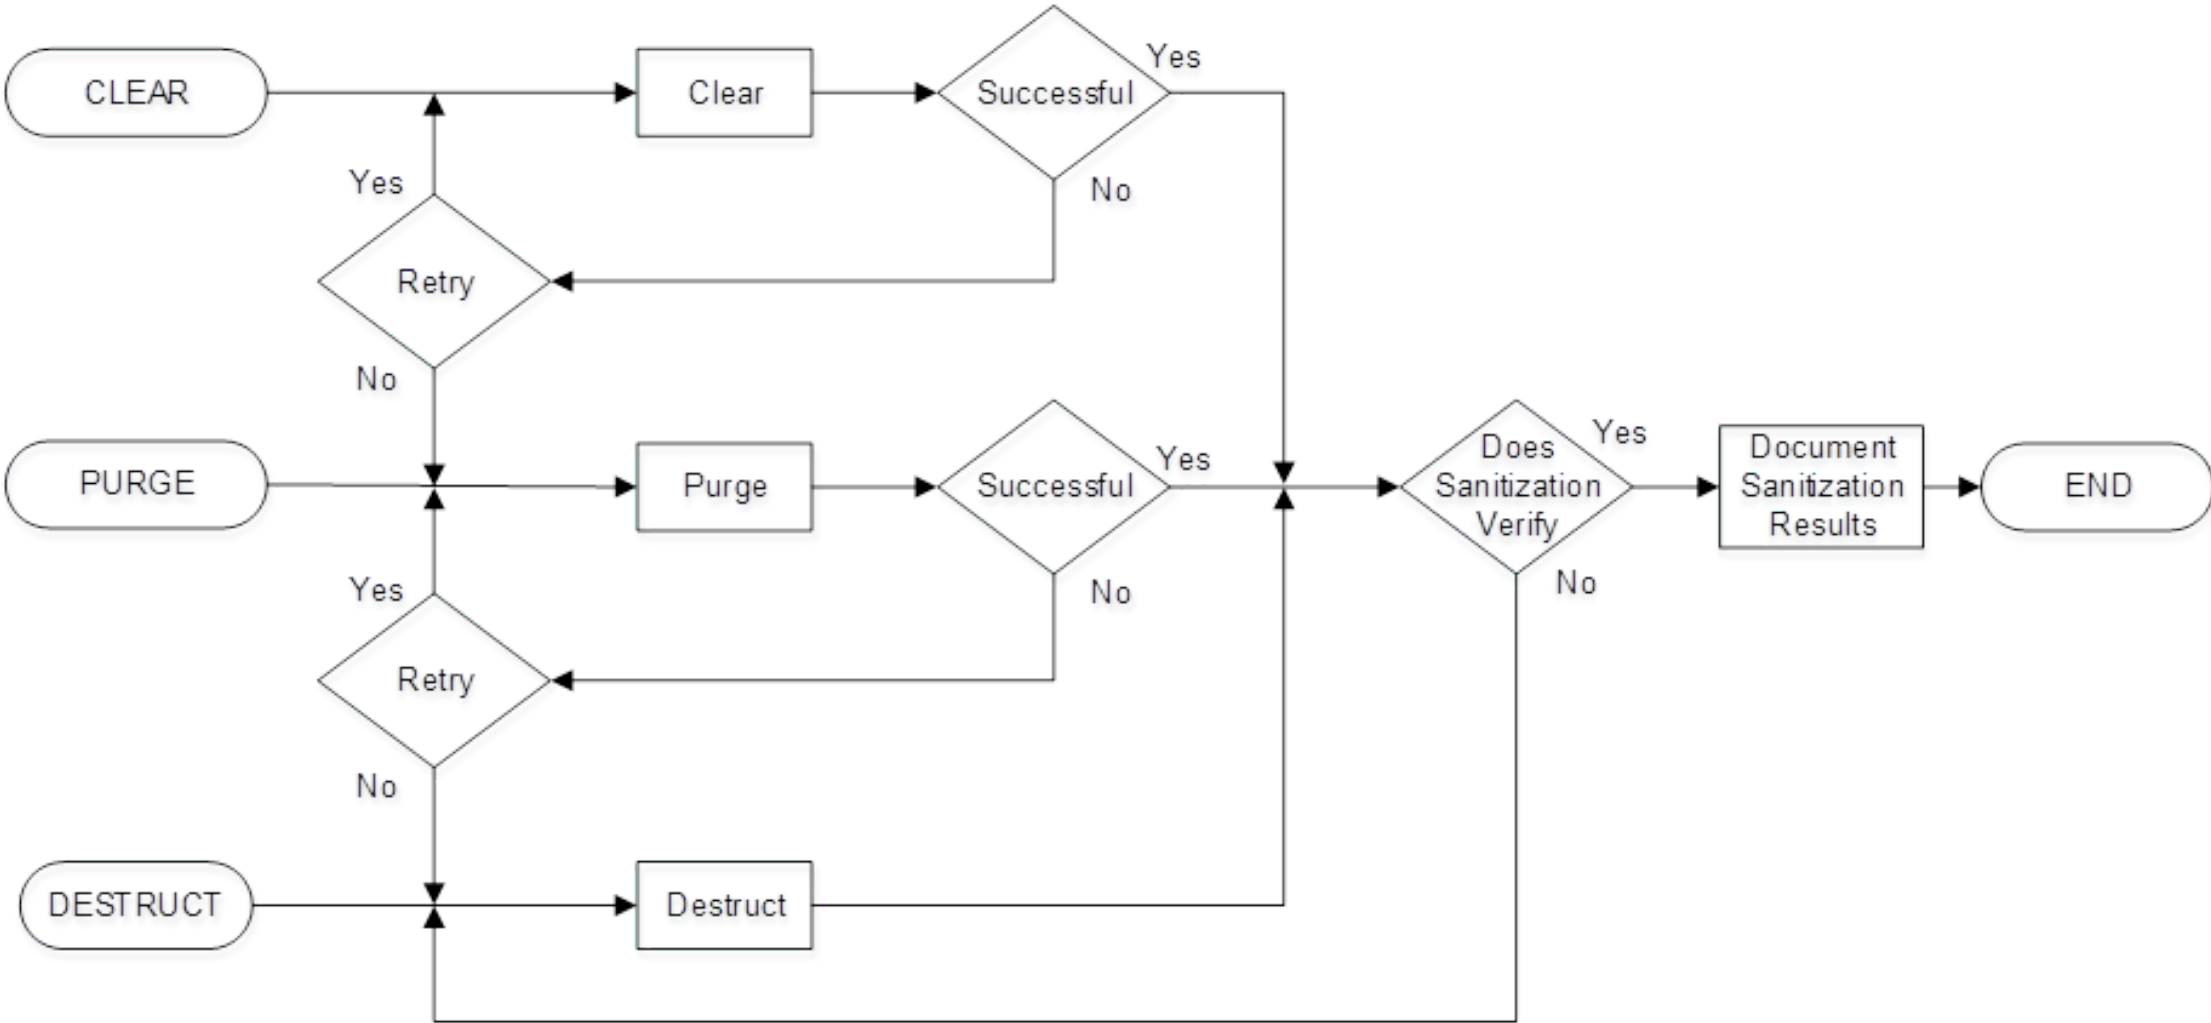 CLEAR
Clear
Successful
Yes
No
Yes
Retry
No
PURGE
Purge
Successful
Yes
No
Does
Sanitization
Verify
Yes
No
Document
Sanitization
Results
END
Yes
Retry
No
DESTRUCT
Destruct